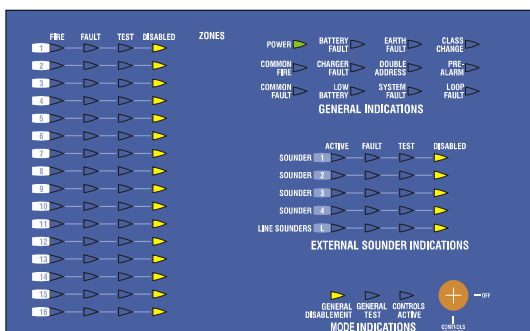 FIRE FAULT TEST DISABLED ZONES
1
2
3
4
5
6
7
8
9
10
11
12
13
14
15
16
POWER BATTERY FAULT EARTH FAULT CLASS CHANGE
COMMON FIRE CHARGER FAULT DOUBLE ADDRESS PRE-ALARM
COMMON FAULT LOW BATTERY SYSTEM FAULT LOOP FAULT
GENERAL INDICATIONS
ACTIVE FAULT TEST DISABLED
SOUNDER 1
SOUNDER 2
SOUNDER 3
SOUNDER 4
LINE SOUNDERS L
EXTERNAL SOUNDER INDICATIONS
GENERAL DISABLEMENT GENERAL TEST CONTROLS ACTIVE
MODE INDICATIONS
OFF
CONTROLS